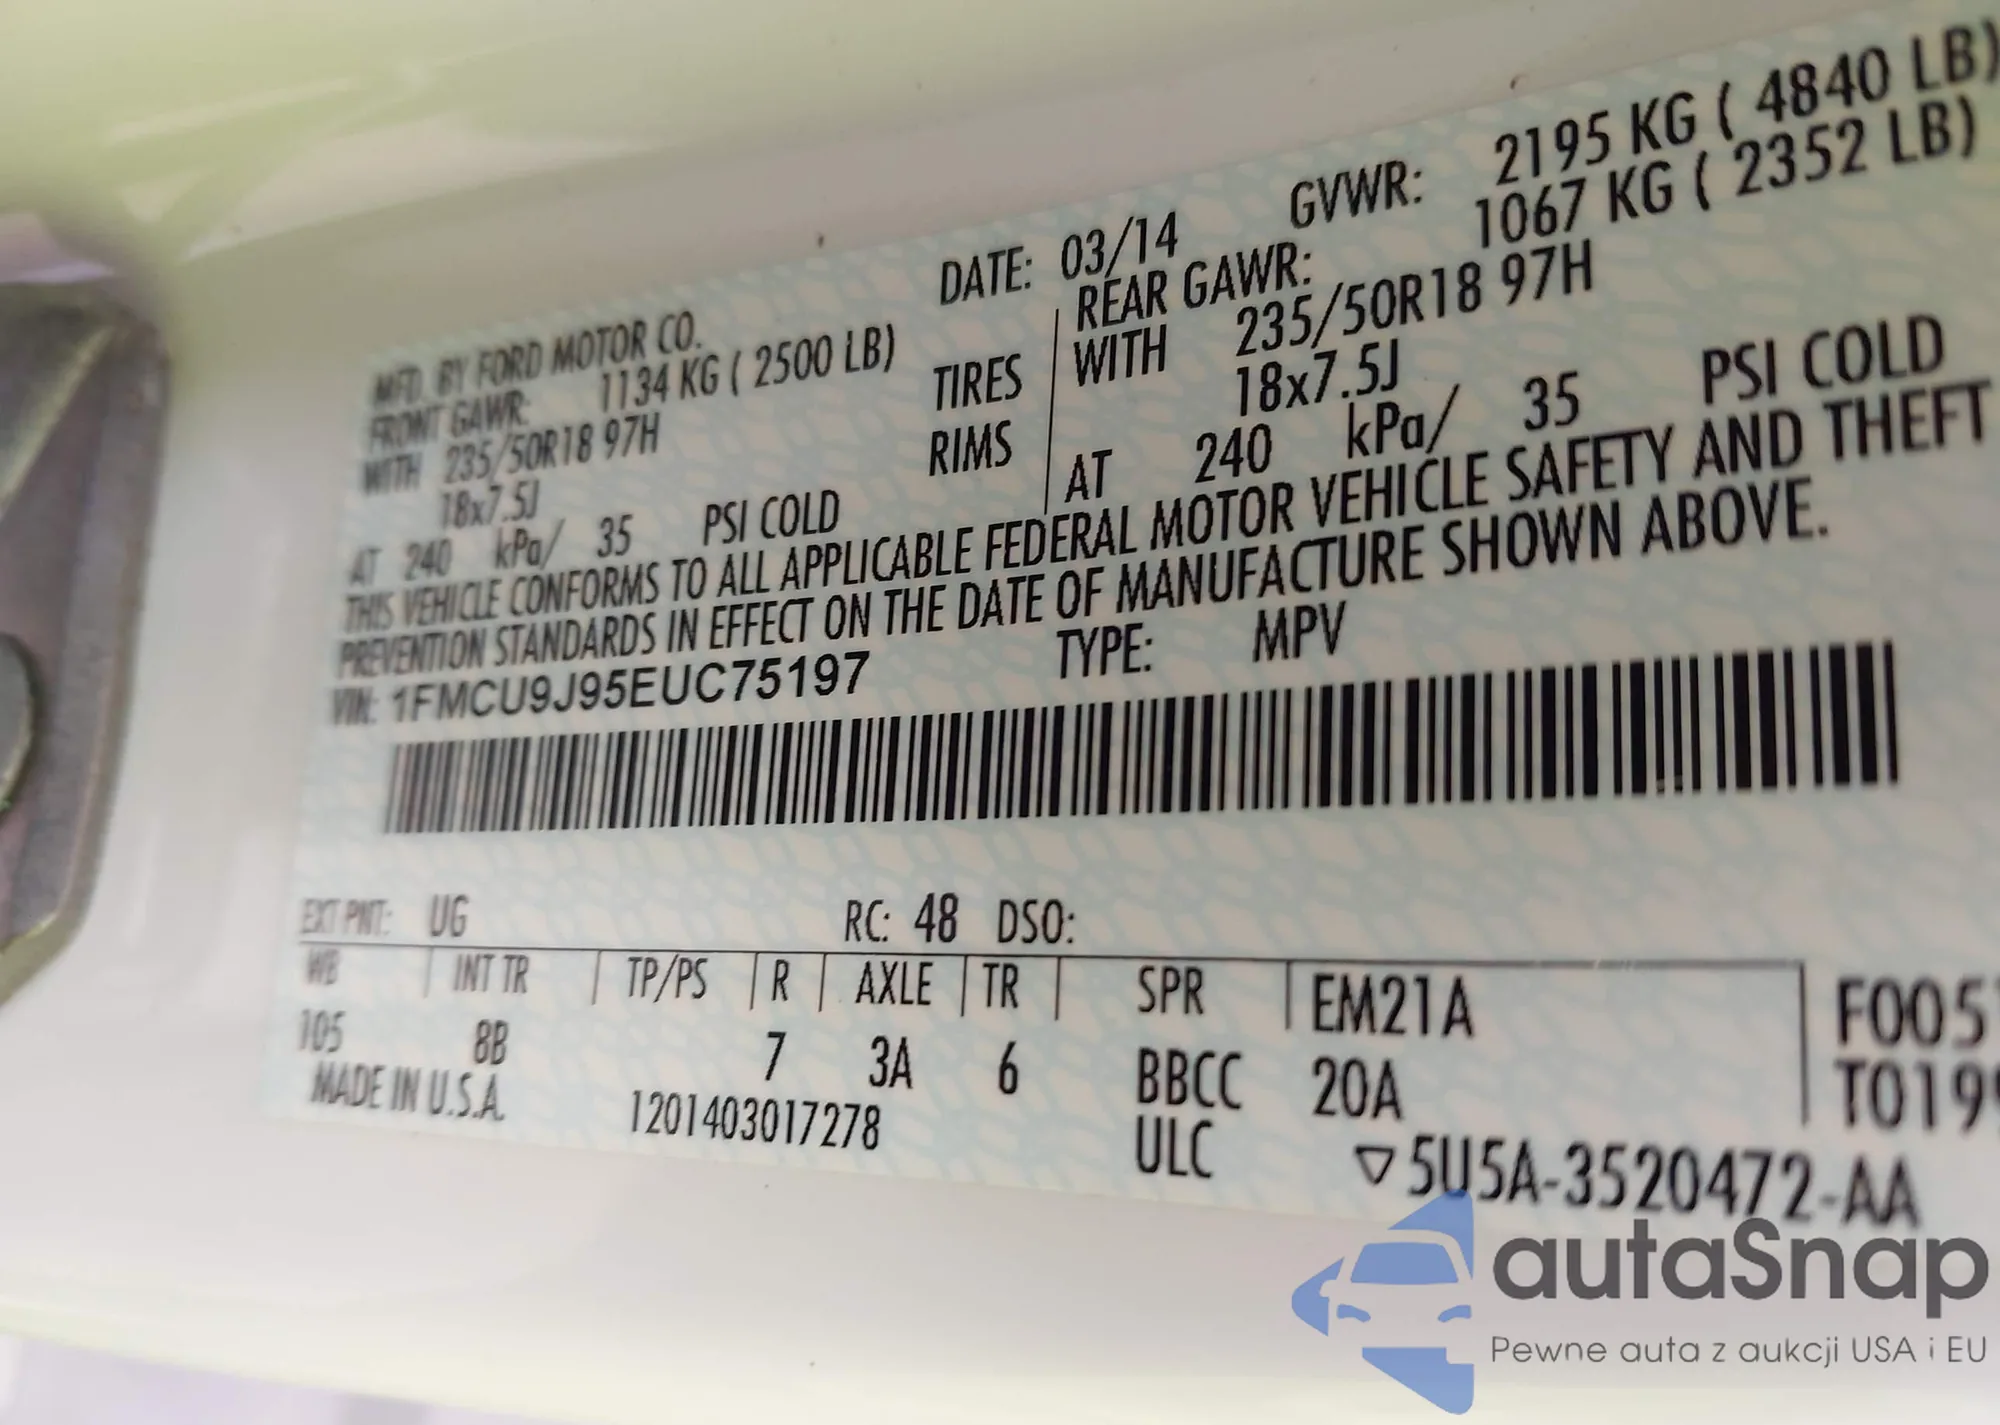 DATE: 03/14 GVWR: 2195 KG ( 4840 LB)
MFD. BY FORD MOTOR CO.
FRONT GAWR: 1134 KG ( 2500 LB) REAR GAWR: 1067 KG ( 2352 LB)
WITH 235/50R18 97H TIRES WITH 235/50R18 97H
18x7.5J RIMS 18x7.5J
AT 240 kPa/ 35 PSI COLD AT 240 kPa/ 35 PSI COLD
THIS VEHICLE CONFORMS TO ALL APPLICABLE FEDERAL MOTOR VEHICLE SAFETY AND THEFT
PREVENTION STANDARDS IN EFFECT ON THE DATE OF MANUFACTURE SHOWN ABOVE.
VIN: 1FMCU9J95EUC75197 TYPE: MPV
EXT PNT: UG RC: 48 DSO:
WB INT TR TP/PS R AXLE TR SPR EM21A F005
105 8B 7 3A 6 BBCC 20A T019
MADE IN U.S.A. 1201403017278 ULC ▽5U5A-3520472-AA
autaSnap
Pewne auta z aukcji USA i EU